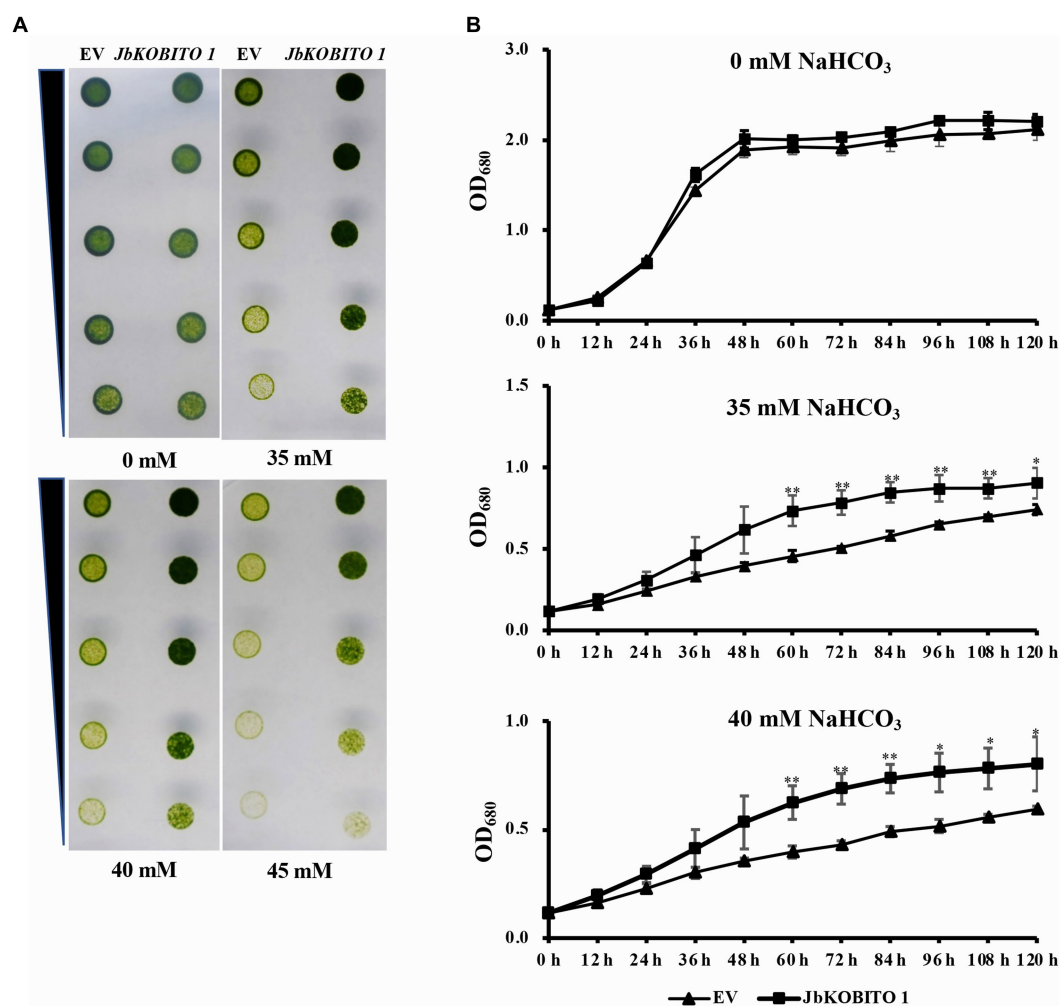 A
EV JbKOBITO 1 EV JbKOBITO 1
0 mM 35 mM
40 mM 45 mM
B
0 mM NaHCO₃
OD₆₈₀
3.0
2.0
1.0
0.0
0 h 12 h 24 h 36 h 48 h 60 h 72 h 84 h 96 h 108 h 120 h
35 mM NaHCO₃
OD₆₈₀
1.5
1.0
0.5
0.0
** ** ** ** ** *
0 h 12 h 24 h 36 h 48 h 60 h 72 h 84 h 96 h 108 h 120 h
40 mM NaHCO₃
OD₆₈₀
1.0
0.5
0.0
** ** ** * * *
0 h 12 h 24 h 36 h 48 h 60 h 72 h 84 h 96 h 108 h 120 h
EV JbKOBITO 1